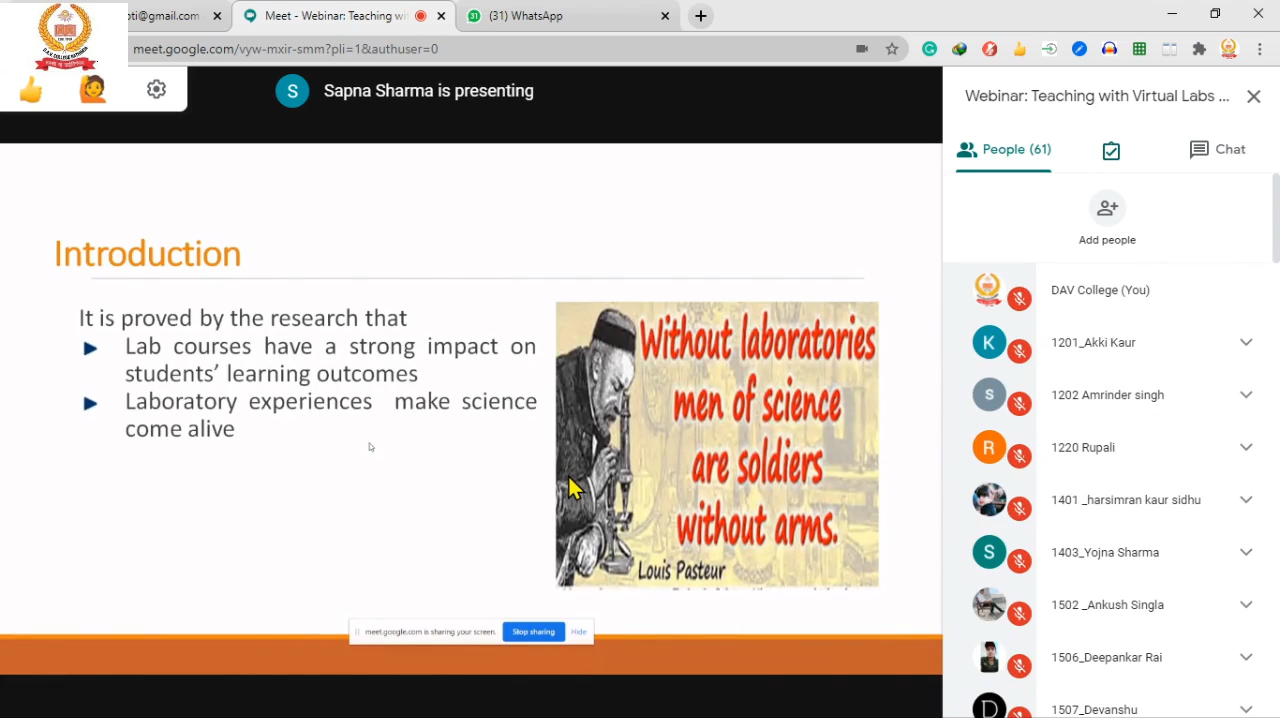 oti@gmail.com
Meet - Webinar: Teaching wit
(31) WhatsApp
meet.google.com/vyw-mxir-smm?pli=1&authuser=0
S
Sapna Sharma is presenting
Webinar: Teaching with Virtual Labs ...
People (61)
Chat
Add people
Introduction
It is proved by the research that
Lab courses have a strong impact on
students' learning outcomes
Laboratory experiences make science
come alive
Without laboratories
men of science
are soldiers
without arms.
Louis Pasteur
meet.google.com is sharing your screen.
Stop sharing
Hide
DAV College (You)
K
1201_Akki Kaur
s
1202 Amrinder singh
R
1220 Rupali
1401 _harsimran kaur sidhu
S
1403_Yojna Sharma
1502 _Ankush Singla
1506_Deepankar Rai
D
1507_Devanshu